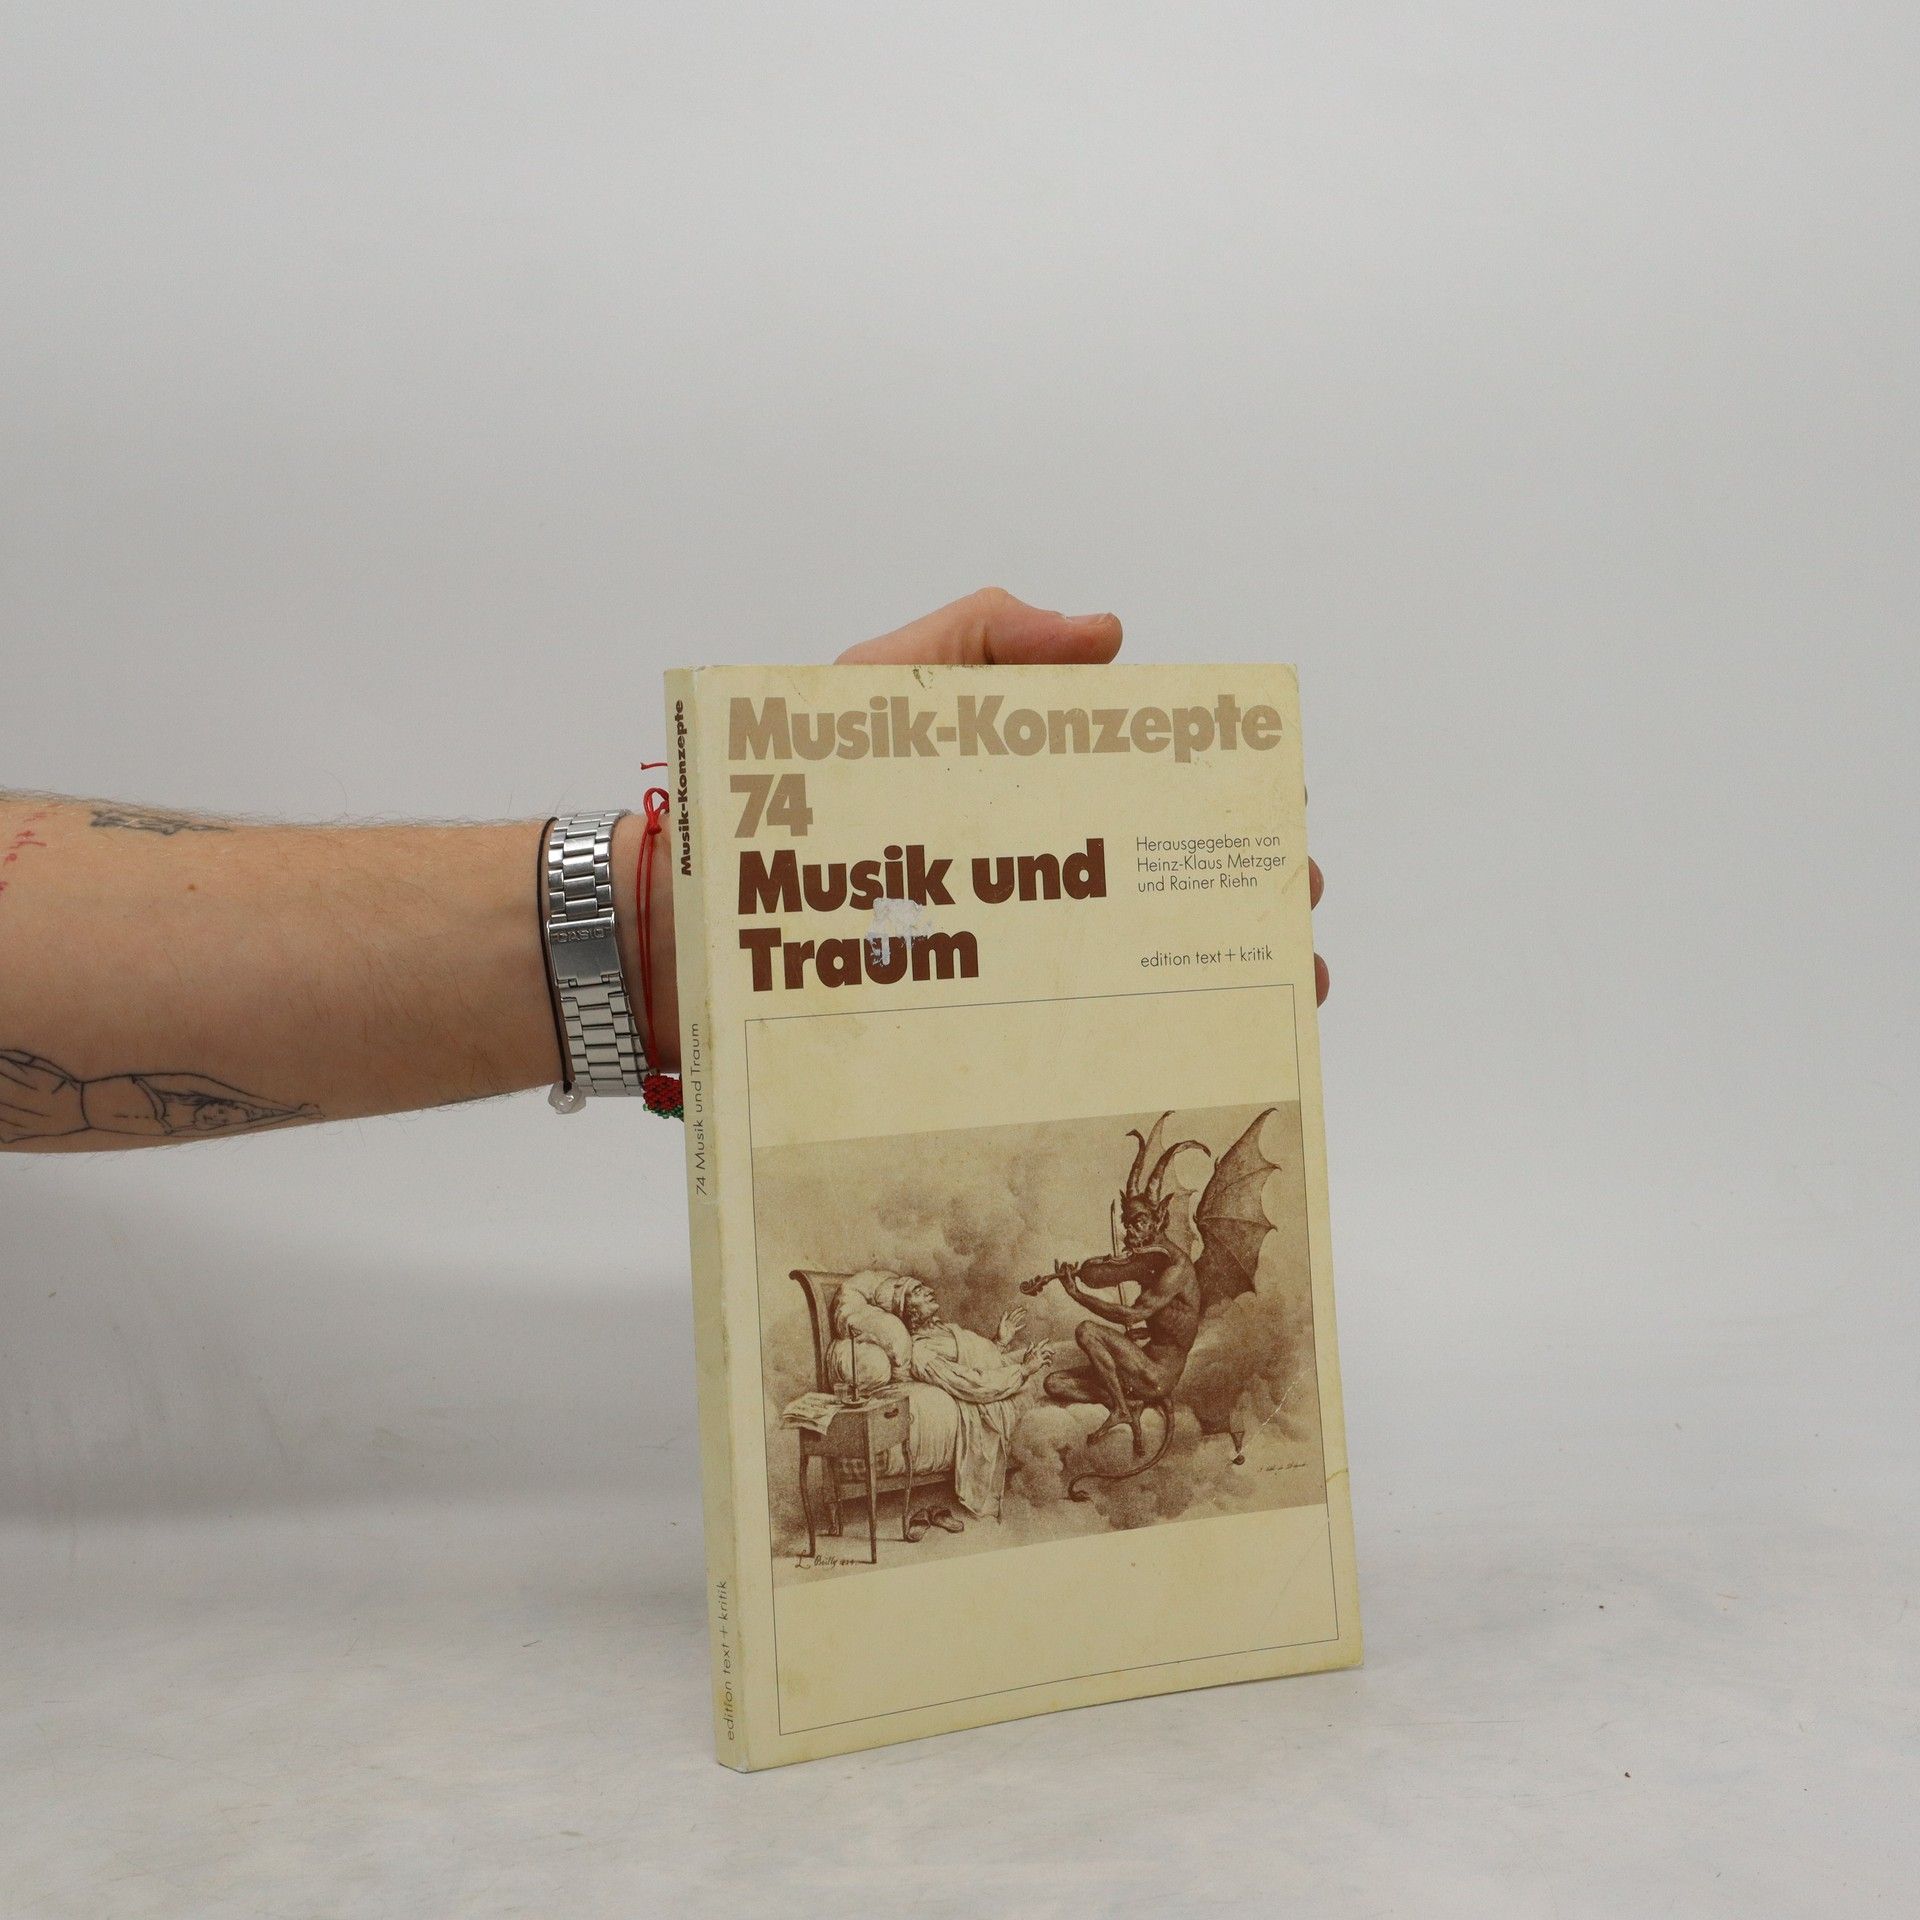 Musik-Konzepte
74
Musik und
Traum
Herausgegeben von
Heinz-Klaus Metzger
und Rainer Riehn
edition text + kritik
Musik-Konzepte
74 Musik und Traum
edition text + kritik
CASIO